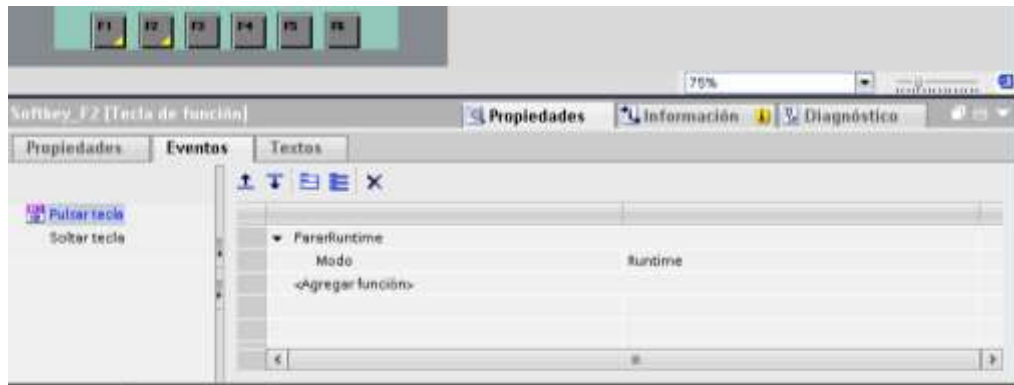 F1 F2 F3 F4 F5 F6
75%
Softkey_F2 [Tecla de función]
Propiedades Información Diagnóstico
Propiedades Eventos Textos
Pulsar tecla
Soltar tecla
PararRuntime
Modo Runtime
<Agregar función>